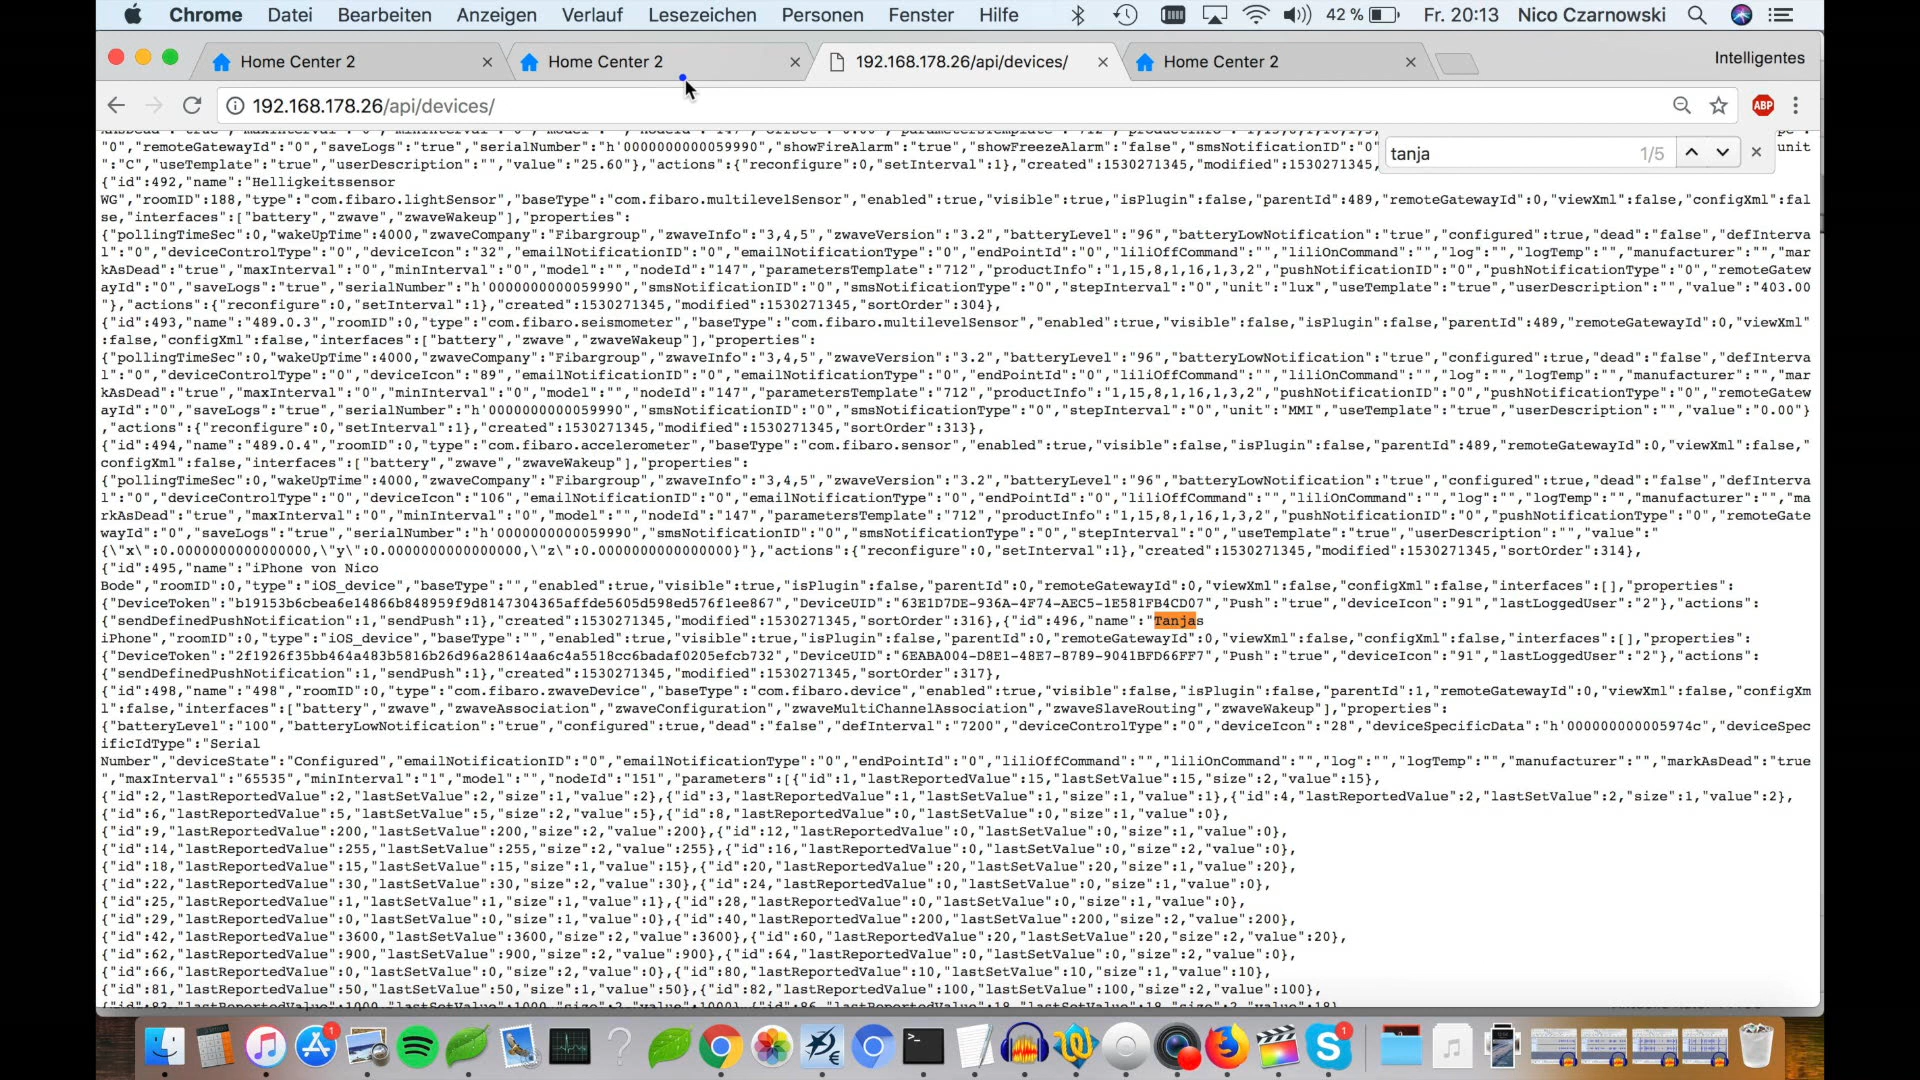 Chrome Datei Bearbeiten Anzeigen Verlauf Lesezeichen Personen Fenster Hilfe 42 % Fr. 20:13 Nico Czarnowski
Home Center 2 Home Center 2 192.168.178.26/api/devices/ Home Center 2 Intelligentes
192.168.178.26/api/devices/ ABP
tanja 1/5
"0","remoteGatewayId":"0","saveLogs":"true","serialNumber":"h'0000000000059990","showFireAlarm":"true","showFreezeAlarm":"false","smsNotificationID":"0" unit
":"C","useTemplate":"true","userDescription":"","value":"25.60"},"actions":{"reconfigure":0,"setInterval":1},"created":1530271345,"modified":1530271345,
{"id":492,"name":"Helligkeitssensor
WG","roomID":188,"type":"com.fibaro.lightSensor","baseType":"com.fibaro.multilevelSensor","enabled":true,"visible":true,"isPlugin":false,"parentId":489,"remoteGatewayId":0,"viewXml":false,"configXml":fal
se,"interfaces":["battery","zwave","zwaveWakeup"],"properties":
{"pollingTimeSec":0,"wakeUpTime":4000,"zwaveCompany":"Fibargroup","zwaveInfo":"3,4,5","zwaveVersion":"3.2","batteryLevel":"96","batteryLowNotification":"true","configured":true,"dead":"false","defInterva
l":"0","deviceControlType":"0","deviceIcon":"32","emailNotificationID":"0","emailNotificationType":"0","endPointId":"0","liliOffCommand":"","liliOnCommand":"","log":"","logTemp":"","manufacturer":"","mar
kAsDead":"true","maxInterval":"0","minInterval":"0","model":"","nodeId":"147","parametersTemplate":"712","productInfo":"1,15,8,1,16,1,3,2","pushNotificationID":"0","pushNotificationType":"0","remoteGatew
ayId":"0","saveLogs":"true","serialNumber":"h'0000000000059990","smsNotificationID":"0","smsNotificationType":"0","stepInterval":"0","unit":"lux","useTemplate":"true","userDescription":"","value":"403.00
"},"actions":{"reconfigure":0,"setInterval":1},"created":1530271345,"modified":1530271345,"sortOrder":304},
{"id":493,"name":"489.0.3","roomID":0,"type":"com.fibaro.seismometer","baseType":"com.fibaro.multilevelSensor","enabled":true,"visible":false,"isPlugin":false,"parentId":489,"remoteGatewayId":0,"viewXml"
:false,"configXml":false,"interfaces":["battery","zwave","zwaveWakeup"],"properties":
{"pollingTimeSec":0,"wakeUpTime":4000,"zwaveCompany":"Fibargroup","zwaveInfo":"3,4,5","zwaveVersion":"3.2","batteryLevel":"96","batteryLowNotification":"true","configured":true,"dead":"false","defInterva
l":"0","deviceControlType":"0","deviceIcon":"89","emailNotificationID":"0","emailNotificationType":"0","endPointId":"0","liliOffCommand":"","liliOnCommand":"","log":"","logTemp":"","manufacturer":"","mar
kAsDead":"true","maxInterval":"0","minInterval":"0","model":"","nodeId":"147","parametersTemplate":"712","productInfo":"1,15,8,1,16,1,3,2","pushNotificationID":"0","pushNotificationType":"0","remoteGatew
ayId":"0","saveLogs":"true","serialNumber":"h'0000000000059990","smsNotificationID":"0","smsNotificationType":"0","stepInterval":"0","unit":"MMI","useTemplate":"true","userDescription":"","value":"0.00"}
,"actions":{"reconfigure":0,"setInterval":1},"created":1530271345,"modified":1530271345,"sortOrder":313},
{"id":494,"name":"489.0.4","roomID":0,"type":"com.fibaro.accelerometer","baseType":"com.fibaro.sensor","enabled":true,"visible":false,"isPlugin":false,"parentId":489,"remoteGatewayId":0,"viewXml":false,"
configXml":false,"interfaces":["battery","zwave","zwaveWakeup"],"properties":
{"pollingTimeSec":0,"wakeUpTime":4000,"zwaveCompany":"Fibargroup","zwaveInfo":"3,4,5","zwaveVersion":"3.2","batteryLevel":"96","batteryLowNotification":"true","configured":true,"dead":"false","defInterva
l":"0","deviceControlType":"0","deviceIcon":"106","emailNotificationID":"0","emailNotificationType":"0","endPointId":"0","liliOffCommand":"","liliOnCommand":"","log":"","logTemp":"","manufacturer":"","ma
rkAsDead":"true","maxInterval":"0","minInterval":"0","model":"","nodeId":"147","parametersTemplate":"712","productInfo":"1,15,8,1,16,1,3,2","pushNotificationID":"0","pushNotificationType":"0","remoteGate
wayId":"0","saveLogs":"true","serialNumber":"h'0000000000059990","smsNotificationID":"0","smsNotificationType":"0","stepInterval":"0","useTemplate":"true","userDescription":"","value":"
{\"x\":0.0000000000000000,\"y\":0.0000000000000000,\"z\":0.0000000000000000}"},"actions":{"reconfigure":0,"setInterval":1},"created":1530271345,"modified":1530271345,"sortOrder":314},
{"id":495,"name":"iPhone von Nico
Bode","roomID":0,"type":"iOS_device","baseType":"","enabled":true,"visible":true,"isPlugin":false,"parentId":0,"remoteGatewayId":0,"viewXml":false,"configXml":false,"interfaces":[],"properties":
{"DeviceToken":"b19153b6cbea6e14866b848959f9d8147304365affde5605d598ed576f1ee867","DeviceUID":"63E1D7DE-936A-4F74-AEC5-1E581FB4CD07","Push":"true","deviceIcon":"91","lastLoggedUser":"2"},"actions":
{"sendDefinedPushNotification":1,"sendPush":1},"created":1530271345,"modified":1530271345,"sortOrder":316},{"id":496,"name":"Tanjas
iPhone","roomID":0,"type":"iOS_device","baseType":"","enabled":true,"visible":true,"isPlugin":false,"parentId":0,"remoteGatewayId":0,"viewXml":false,"configXml":false,"interfaces":[],"properties":
{"DeviceToken":"2f1926f35bb464a483b5816b26d96a28614aa6c4a5518cc6badaf0205efcb732","DeviceUID":"6EABA004-D8E1-48E7-8789-9041BFD66FF7","Push":"true","deviceIcon":"91","lastLoggedUser":"2"},"actions":
{"sendDefinedPushNotification":1,"sendPush":1},"created":1530271345,"modified":1530271345,"sortOrder":317},
{"id":498,"name":"498","roomID":0,"type":"com.fibaro.zwaveDevice","baseType":"com.fibaro.device","enabled":true,"visible":false,"isPlugin":false,"parentId":1,"remoteGatewayId":0,"viewXml":false,"configXm
l":false,"interfaces":["battery","zwave","zwaveAssociation","zwaveConfiguration","zwaveMultiChannelAssociation","zwaveSlaveRouting","zwaveWakeup"],"properties":
{"batteryLevel":"100","batteryLowNotification":"true","configured":true,"dead":"false","defInterval":"7200","deviceControlType":"0","deviceIcon":"28","deviceSpecificData":"h'000000000005974c","deviceSpec
ificIdType":"Serial
Number","deviceState":"Configured","emailNotificationID":"0","emailNotificationType":"0","endPointId":"0","liliOffCommand":"","liliOnCommand":"","log":"","logTemp":"","manufacturer":"","markAsDead":"true
","maxInterval":"65535","minInterval":"1","model":"","nodeId":"151","parameters":[{"id":1,"lastReportedValue":15,"lastSetValue":15,"size":2,"value":15},
{"id":2,"lastReportedValue":2,"lastSetValue":2,"size":1,"value":2},{"id":3,"lastReportedValue":1,"lastSetValue":1,"size":1,"value":1},{"id":4,"lastReportedValue":2,"lastSetValue":2,"size":1,"value":2},
{"id":6,"lastReportedValue":5,"lastSetValue":5,"size":2,"value":5},{"id":8,"lastReportedValue":0,"lastSetValue":0,"size":1,"value":0},
{"id":9,"lastReportedValue":200,"lastSetValue":200,"size":2,"value":200},{"id":12,"lastReportedValue":0,"lastSetValue":0,"size":1,"value":0},
{"id":14,"lastReportedValue":255,"lastSetValue":255,"size":2,"value":255},{"id":16,"lastReportedValue":0,"lastSetValue":0,"size":2,"value":0},
{"id":18,"lastReportedValue":15,"lastSetValue":15,"size":1,"value":15},{"id":20,"lastReportedValue":20,"lastSetValue":20,"size":1,"value":20},
{"id":22,"lastReportedValue":30,"lastSetValue":30,"size":2,"value":30},{"id":24,"lastReportedValue":0,"lastSetValue":0,"size":1,"value":0},
{"id":25,"lastReportedValue":1,"lastSetValue":1,"size":1,"value":1},{"id":28,"lastReportedValue":0,"lastSetValue":0,"size":1,"value":0},
{"id":29,"lastReportedValue":0,"lastSetValue":0,"size":1,"value":0},{"id":40,"lastReportedValue":200,"lastSetValue":200,"size":2,"value":200},
{"id":42,"lastReportedValue":3600,"lastSetValue":3600,"size":2,"value":3600},{"id":60,"lastReportedValue":20,"lastSetValue":20,"size":2,"value":20},
{"id":62,"lastReportedValue":900,"lastSetValue":900,"size":2,"value":900},{"id":64,"lastReportedValue":0,"lastSetValue":0,"size":2,"value":0},
{"id":66,"lastReportedValue":0,"lastSetValue":0,"size":2,"value":0},{"id":80,"lastReportedValue":10,"lastSetValue":10,"size":1,"value":10},
{"id":81,"lastReportedValue":50,"lastSetValue":50,"size":1,"value":50},{"id":82,"lastReportedValue":100,"lastSetValue":100,"size":2,"value":100},